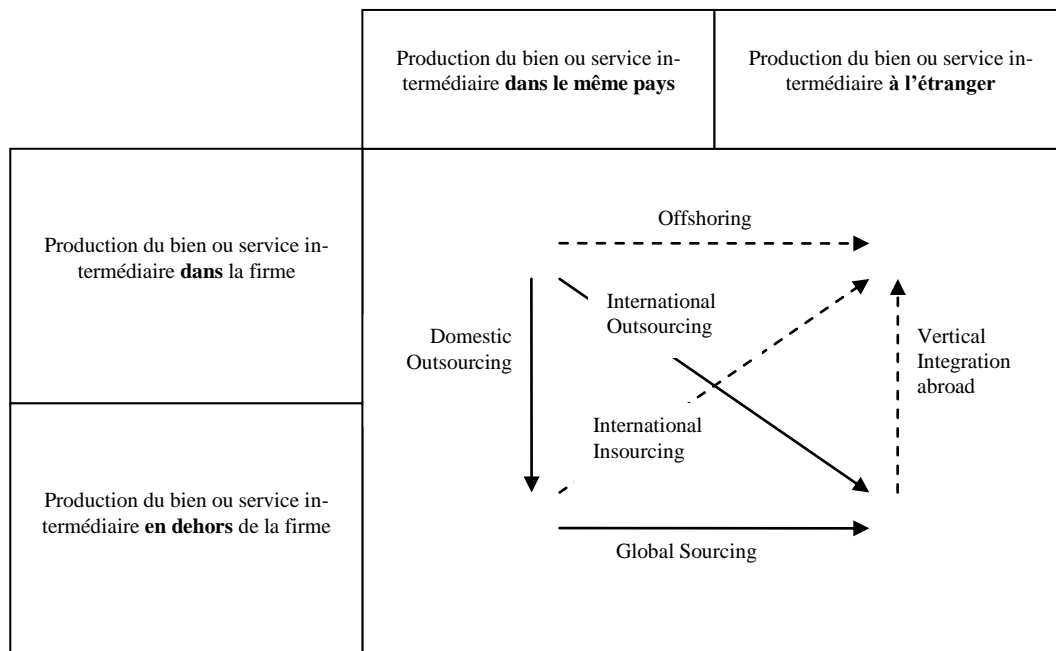 Production du bien ou service in-
termédiaire dans le même pays
Production du bien ou service in-
termédiaire à l’étranger
Production du bien ou service in-
termédiaire dans la firme
Offshoring
International
Outsourcing
Domestic
Outsourcing
Vertical
Integration
abroad
International
Insourcing
Production du bien ou service in-
termédiaire en dehors de la firme
Global Sourcing